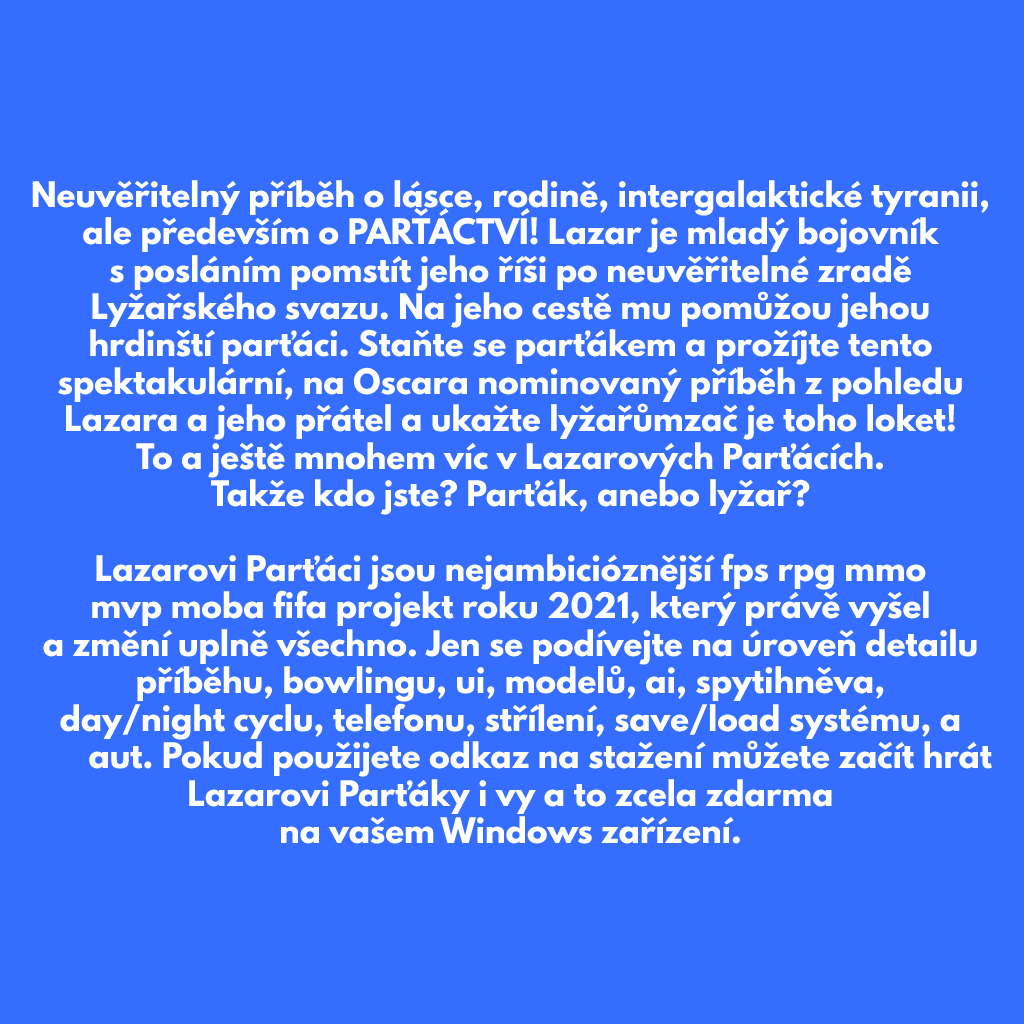 Neuvěřitelný příběh o lásce, rodině, intergalaktické tyranii,
ale především o PARŤÁCTVÍ! Lazar je mladý bojovník
s posláním pomstít jeho říši po neuvěřitelné zradě
Lyžařského svazu. Na jeho cestě mu pomůžou jehou
hrdinští parťáci. Staňte se parťákem a prožíjte tento
spektakulární, na Oscara nominovaný příběh z pohledu
Lazara a jeho přátel a ukažte lyžařůmzač je toho loket!
To a ještě mnohem víc v Lazarových Parťácích.
Takže kdo jste? Parťák, anebo lyžař?

Lazarovi Parťáci jsou nejambicióznější fps rpg mmo
mvp moba fifa projekt roku 2021, který právě vyšel
a změní uplně všechno. Jen se podívejte na úroveň detailu
příběhu, bowlingu, ui, modelů, ai, spytihněva,
day/night cyclu, telefonu, střílení, save/load systému, a
aut. Pokud použijete odkaz na stažení můžete začít hrát
Lazarovi Parťáky i vy a to zcela zdarma
na vašem Windows zařízení.